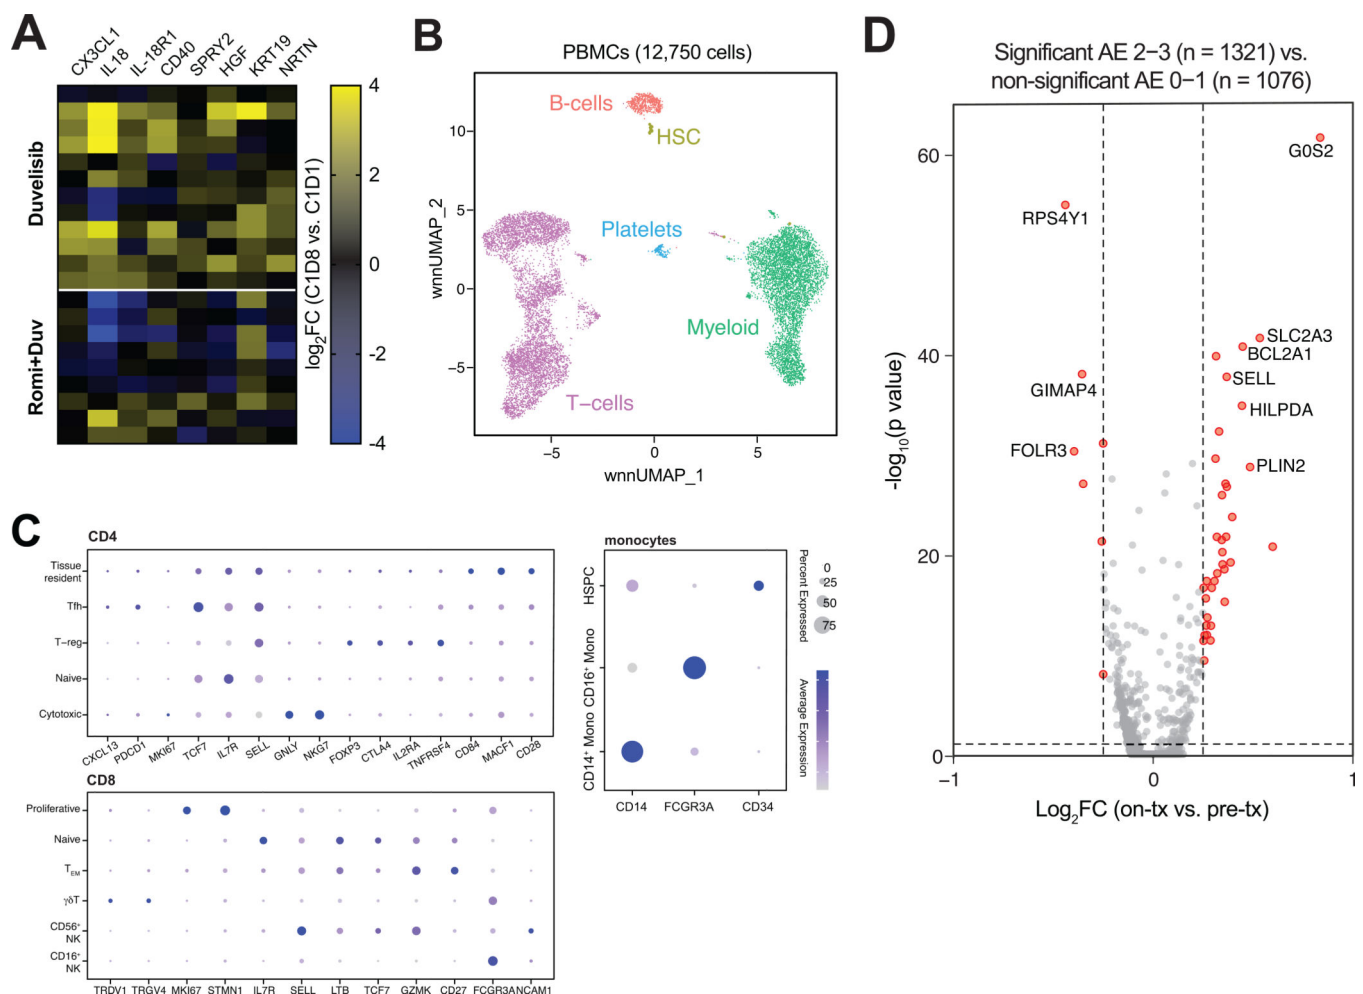 A
CX3CL1
IL18
IL-18R1
CD40
SPRY2
HGF
KRT19
NRTN
Duvelisib
Romi+Duv
4
2
0
-2
-4
log2FC (C1D8 vs. C1D1)
B
PBMCs (12,750 cells)
B-cells
HSC
Platelets
Myeloid
T-cells
10
5
0
-5
wnnUMAP_2
-5
0
5
wnnUMAP_1
C
CD4
Tissue
resident
Tfh
T-reg
Naive
Cytotoxic
CXCL13
PDCD1
MKI67
TCF7
IL7R
SELL
GNLY
NKG7
FOXP3
CTLA4
IL2RA
TNFRSF4
CD84
MACF1
CD28
CD8
Proliferative
Naive
TEM
γδT
CD56+
NK
CD16+
NK
TRDV1
TRGV4
MKI67
STMN1
IL7R
SELL
LTB
TCF7
GZMK
CD27
FCGR3A
NCAM1
monocytes
HSPC
CD16+ Mono
CD14+ Mono
CD14
FCGR3A
CD34
Percent Expressed
0
25
50
75
Average Expression
D
Significant AE 2-3 (n = 1321) vs.
non-significant AE 0-1 (n = 1076)
G0S2
RPS4Y1
SLC2A3
BCL2A1
SELL
GIMAP4
HILPDA
FOLR3
PLIN2
60
40
20
0
-log10(p value)
-1
0
1
Log2FC (on-tx vs. pre-tx)